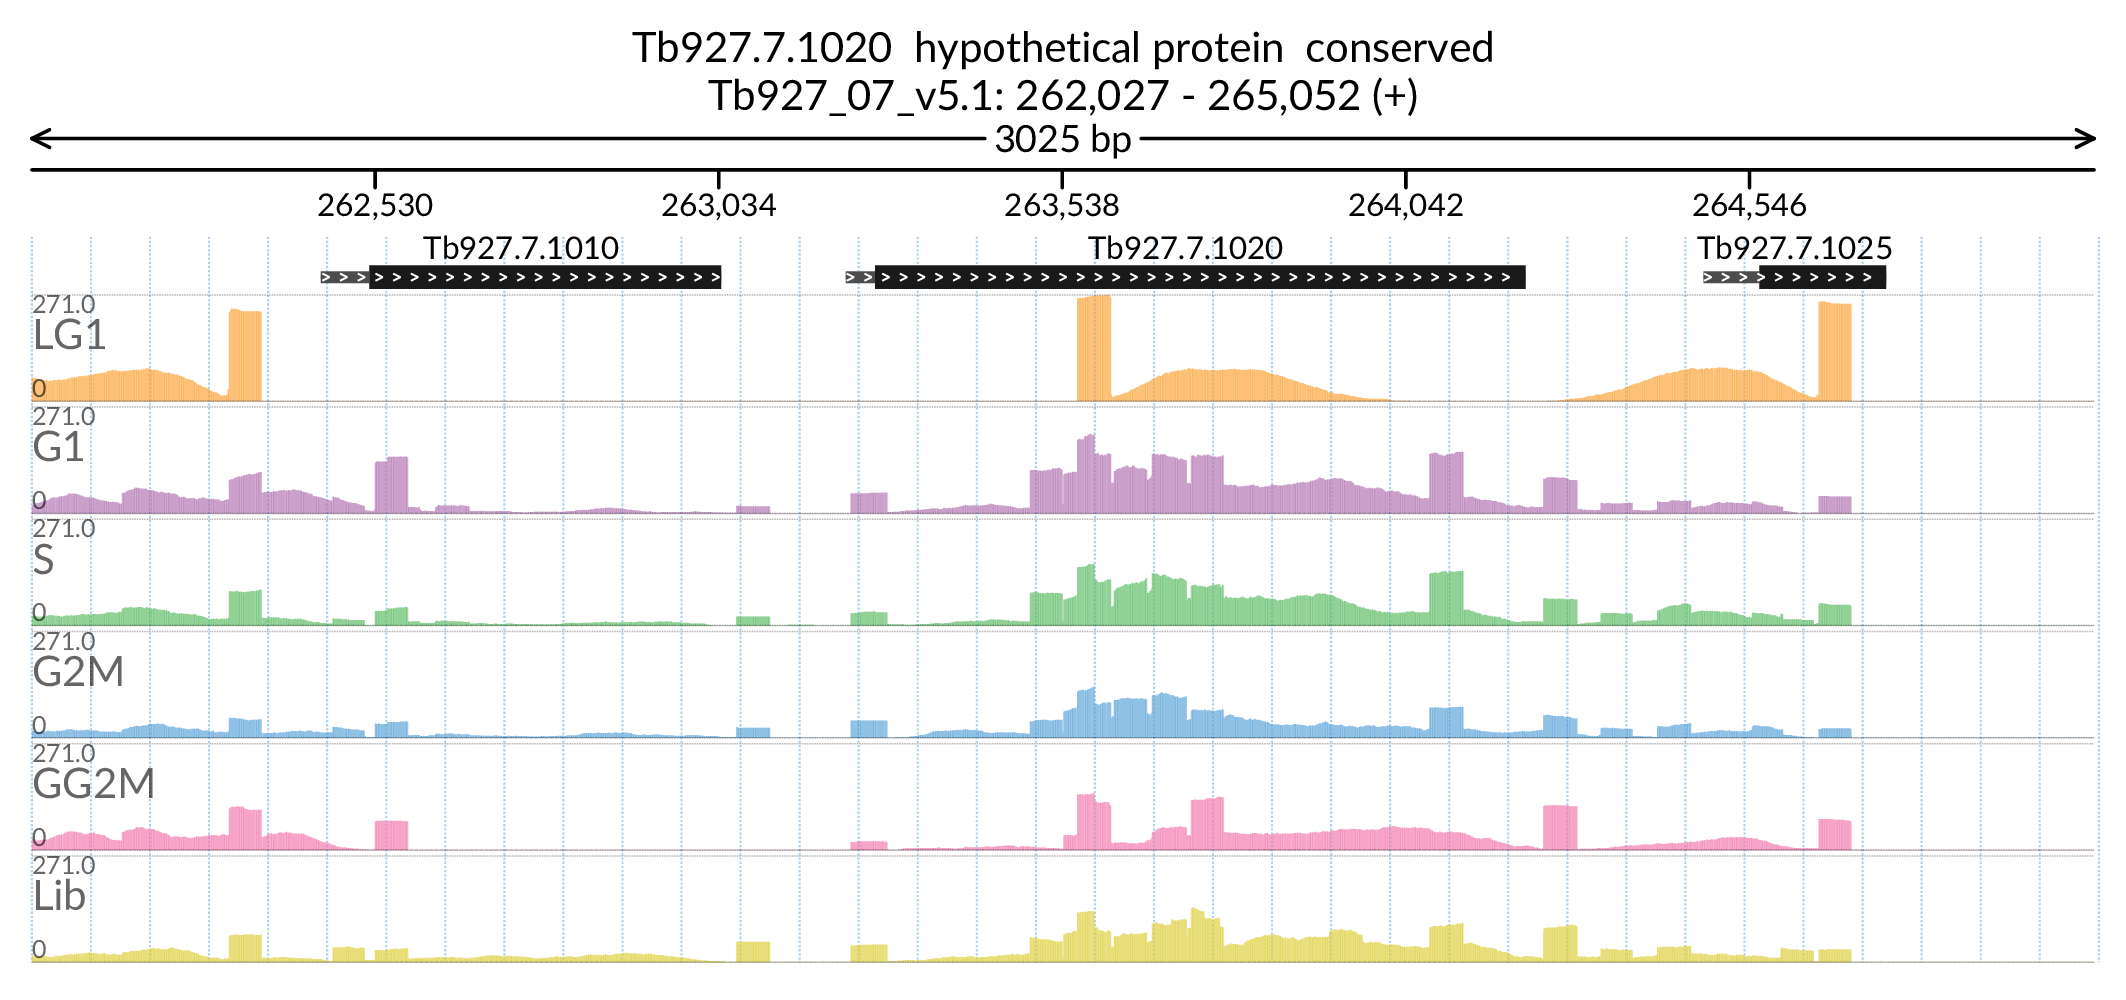 Tb927.7.1020  hypothetical protein  conserved
Tb927_07_v5.1: 262,027 - 265,052 (+)
3025 bp
262,530 263,034 263,538 264,042 264,546
Tb927.7.1010 Tb927.7.1020 Tb927.7.1025
271.0
LG1
0
271.0
G1
0
271.0
S
0
271.0
G2M
0
271.0
GG2M
0
271.0
Lib
0